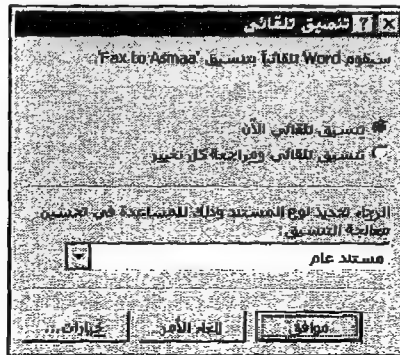 تنسيق تلقائي
سيقوم Word تلقائياً بتنسيق 'Fax to Asmaa'.
تنسيق تلقائي الآن
تنسيق تلقائي ومراجعة كل تغيير
الرجاء تحديد نوع المستند وذلك للمساعدة في تحسين
معالجة التنسيق:
مستند عام
موافق
إلغاء الأمر
خيارات...